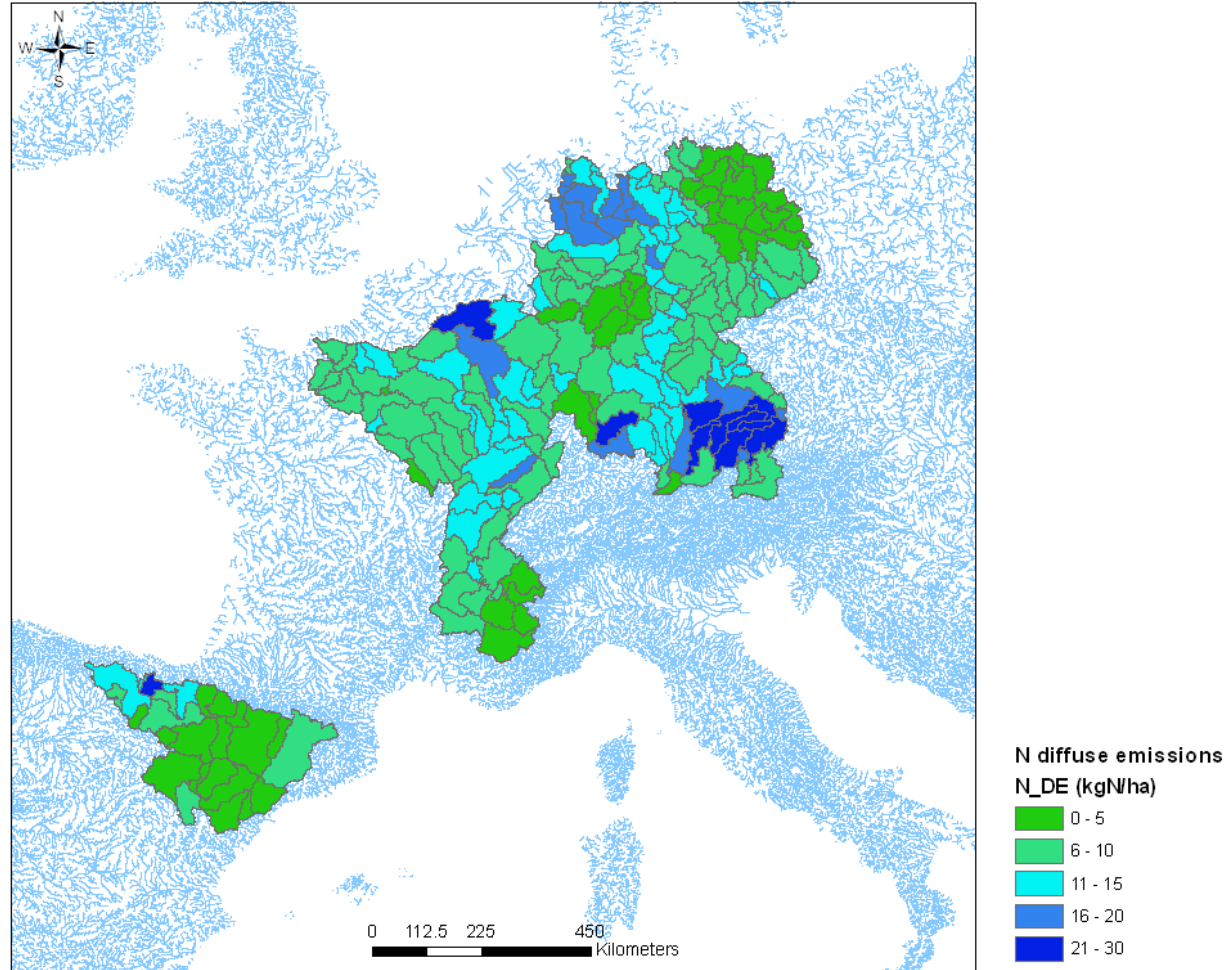 N
W E
S
0 112.5 225 450
Kilometers
N diffuse emissions
N_DE (kgN/ha)
0 - 5
6 - 10
11 - 15
16 - 20
21 - 30